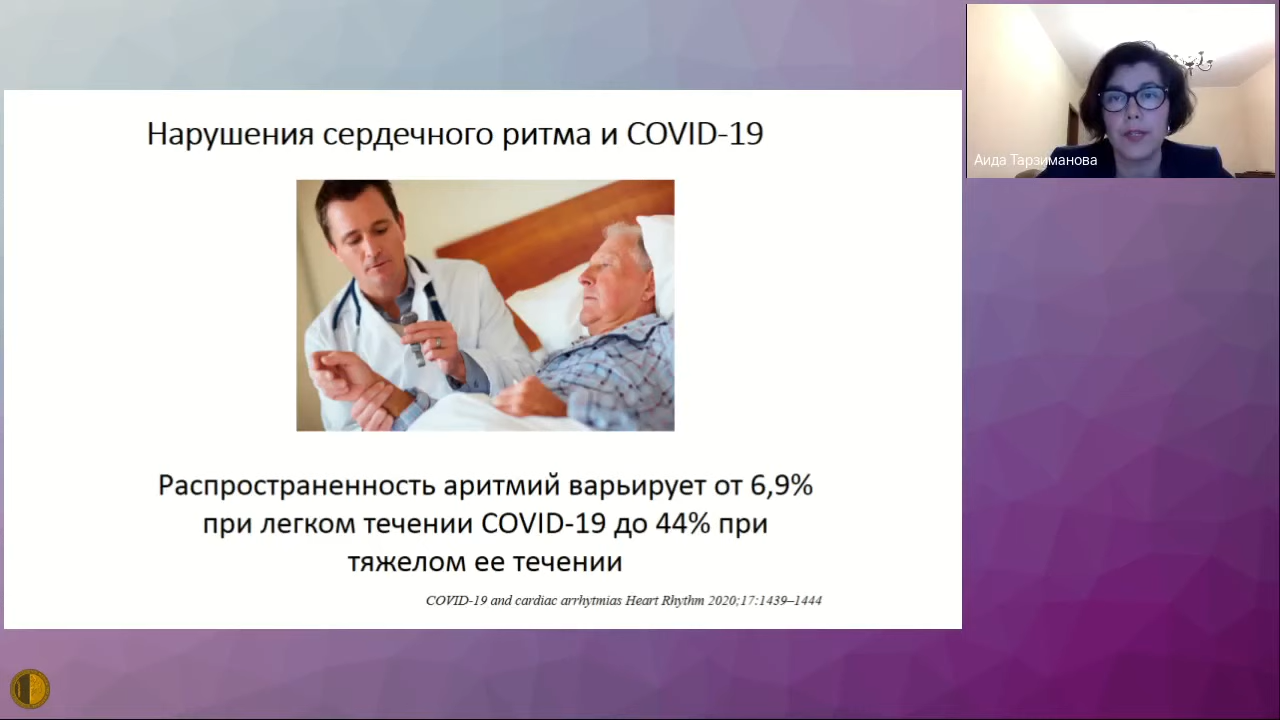 Нарушения сердечного ритма и COVID-19
Аида Тарзиманова
Распространенность аритмий варьирует от 6,9%
при легком течении COVID-19 до 44% при
тяжелом ее течении
COVID-19 and cardiac arrhytmias Heart Rhythm 2020;17:1439–1444